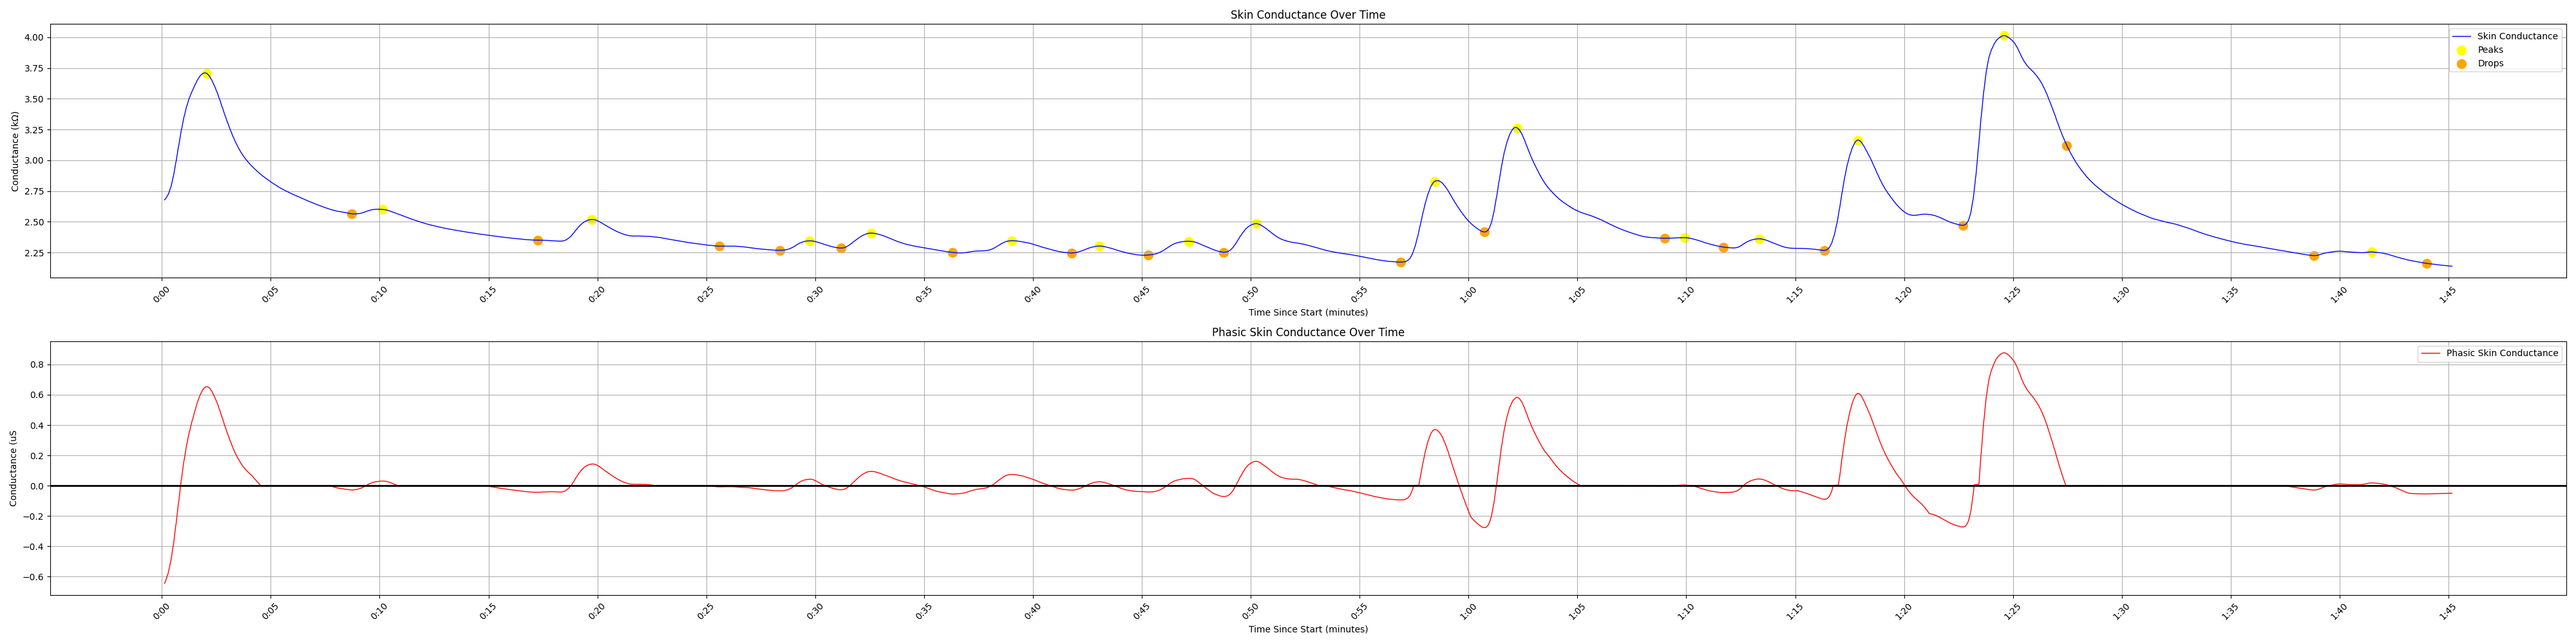 Skin Conductance Over Time
Conductance (kΩ)
4.00
3.75
3.50
3.25
3.00
2.75
2.50
2.25
Skin Conductance
Peaks
Drops
0:00 0:05 0:10 0:15 0:20 0:25 0:30 0:35 0:40 0:45 0:50 0:55 1:00 1:05 1:10 1:15 1:20 1:25 1:30 1:35 1:40 1:45
Time Since Start (minutes)
Phasic Skin Conductance Over Time
Conductance (uS
0.8
0.6
0.4
0.2
0.0
−0.2
−0.4
−0.6
Phasic Skin Conductance
0:00 0:05 0:10 0:15 0:20 0:25 0:30 0:35 0:40 0:45 0:50 0:55 1:00 1:05 1:10 1:15 1:20 1:25 1:30 1:35 1:40 1:45
Time Since Start (minutes)